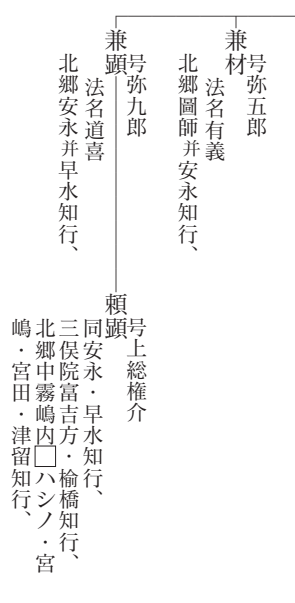 兼材
号弥五郎
法名有義
北郷圖師并安永知行、
兼顕
号弥九郎
法名道喜
北郷安永并早水知行、
頼顕
号上総権介
同安永・早水知行、
三俣院富吉方・楡橋知行、
北郷中霧嶋内□ハシノ・宮
嶋・宮田・津留知行、